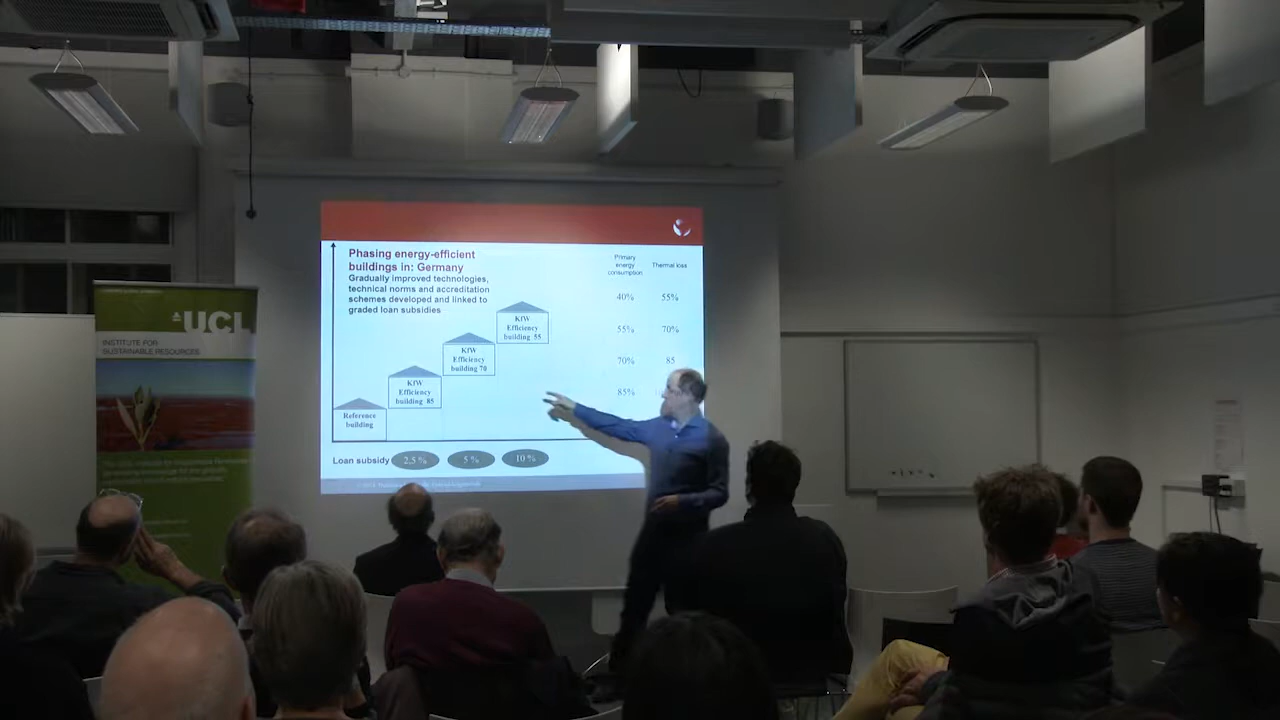 Phasing energy-efficient
buildings in: Germany
Gradually improved technologies,
technical norms and accreditation
schemes developed and linked to
graded loan subsidies
Primary
energy
consumption
Thermal loss
40% 55%
55% 70%
70% 85
85%
KfW
Efficiency
building 55
KfW
Efficiency
building 70
KfW
Efficiency
building 85
Reference
building
Loan subsidy 2.5 % 5 % 10 %
UCL
INSTITUTE FOR
SUSTAINABLE RESOURCES